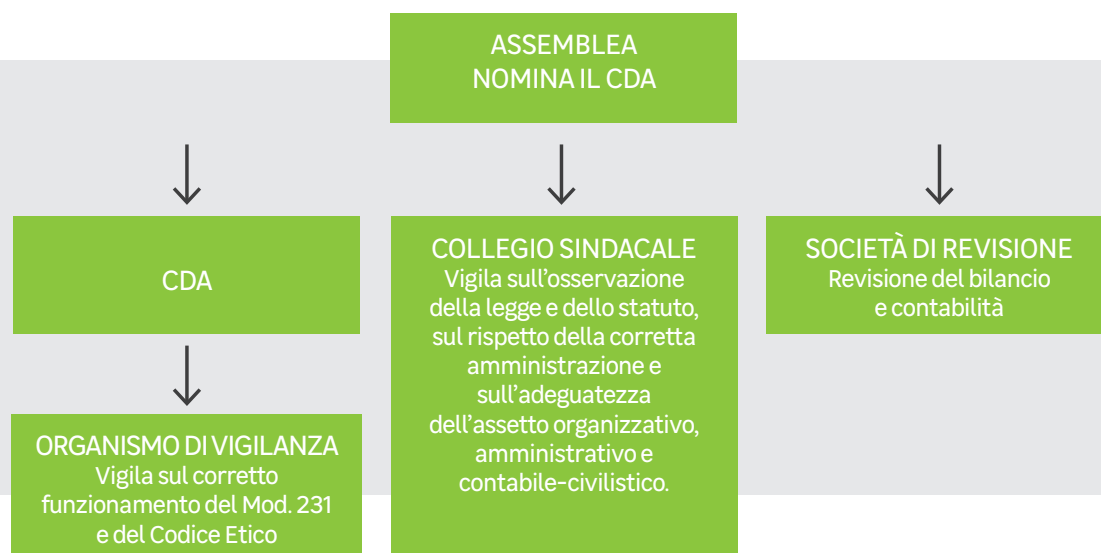 ASSEMBLEA
NOMINA IL CDA
CDA
ORGANISMO DI VIGILANZA
Vigila sul corretto
funzionamento del Mod. 231
e del Codice Etico
COLLEGIO SINDACALE
Vigila sull’osservazione
della legge e dello statuto,
sul rispetto della corretta
amministrazione e
sull’adeguatezza
dell’assetto organizzativo,
amministrativo e
contabile-civilistico.
SOCIETÀ DI REVISIONE
Revisione del bilancio
e contabilità